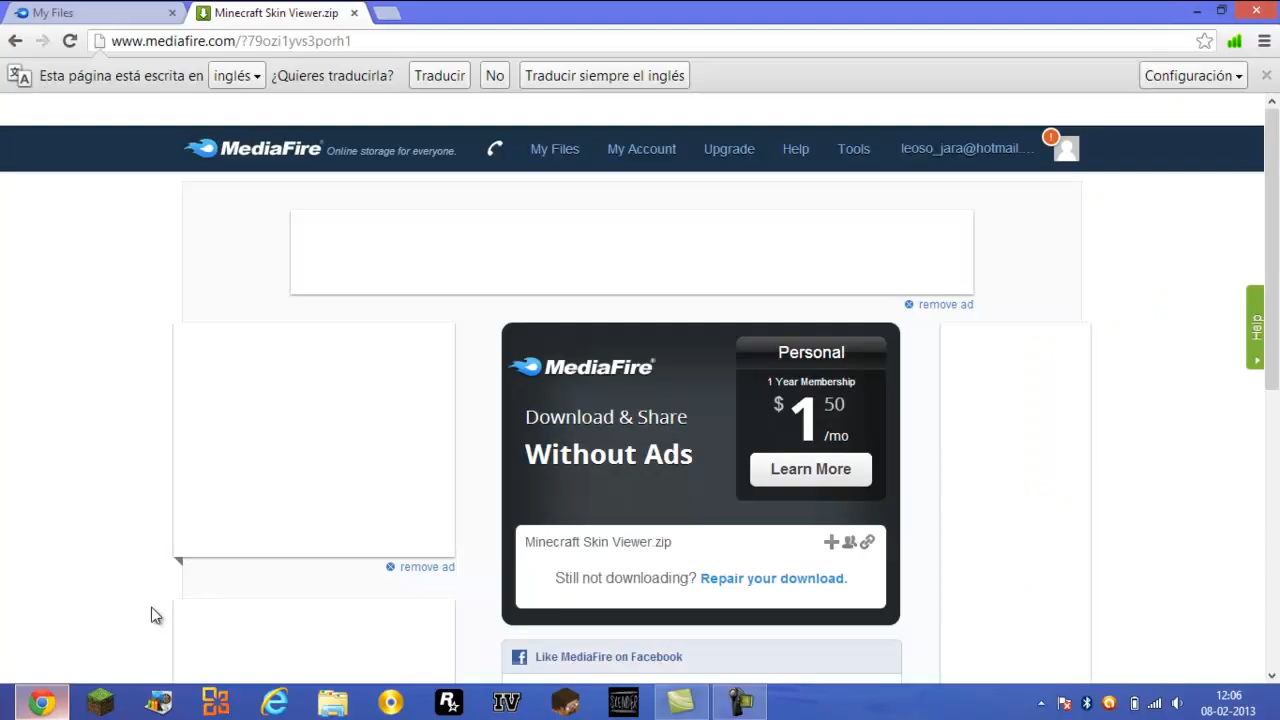 My Files
Minecraft Skin Viewer.zip
www.mediafire.com/?79ozi1yvs3porh1
Esta página está escrita en inglés ¿Quieres traducirla? Traducir No Traducir siempre el inglés Configuración
MediaFire Online storage for everyone. My Files My Account Upgrade Help Tools leoso_jara@hotmail.... !
remove ad
Help
MediaFire
Download & Share
Without Ads
Personal
1 Year Membership
$ 1 50
/mo
Learn More
Minecraft Skin Viewer.zip
Still not downloading? Repair your download.
remove ad
Like MediaFire on Facebook
R★ IV SLENDER
12:06
08-02-2013